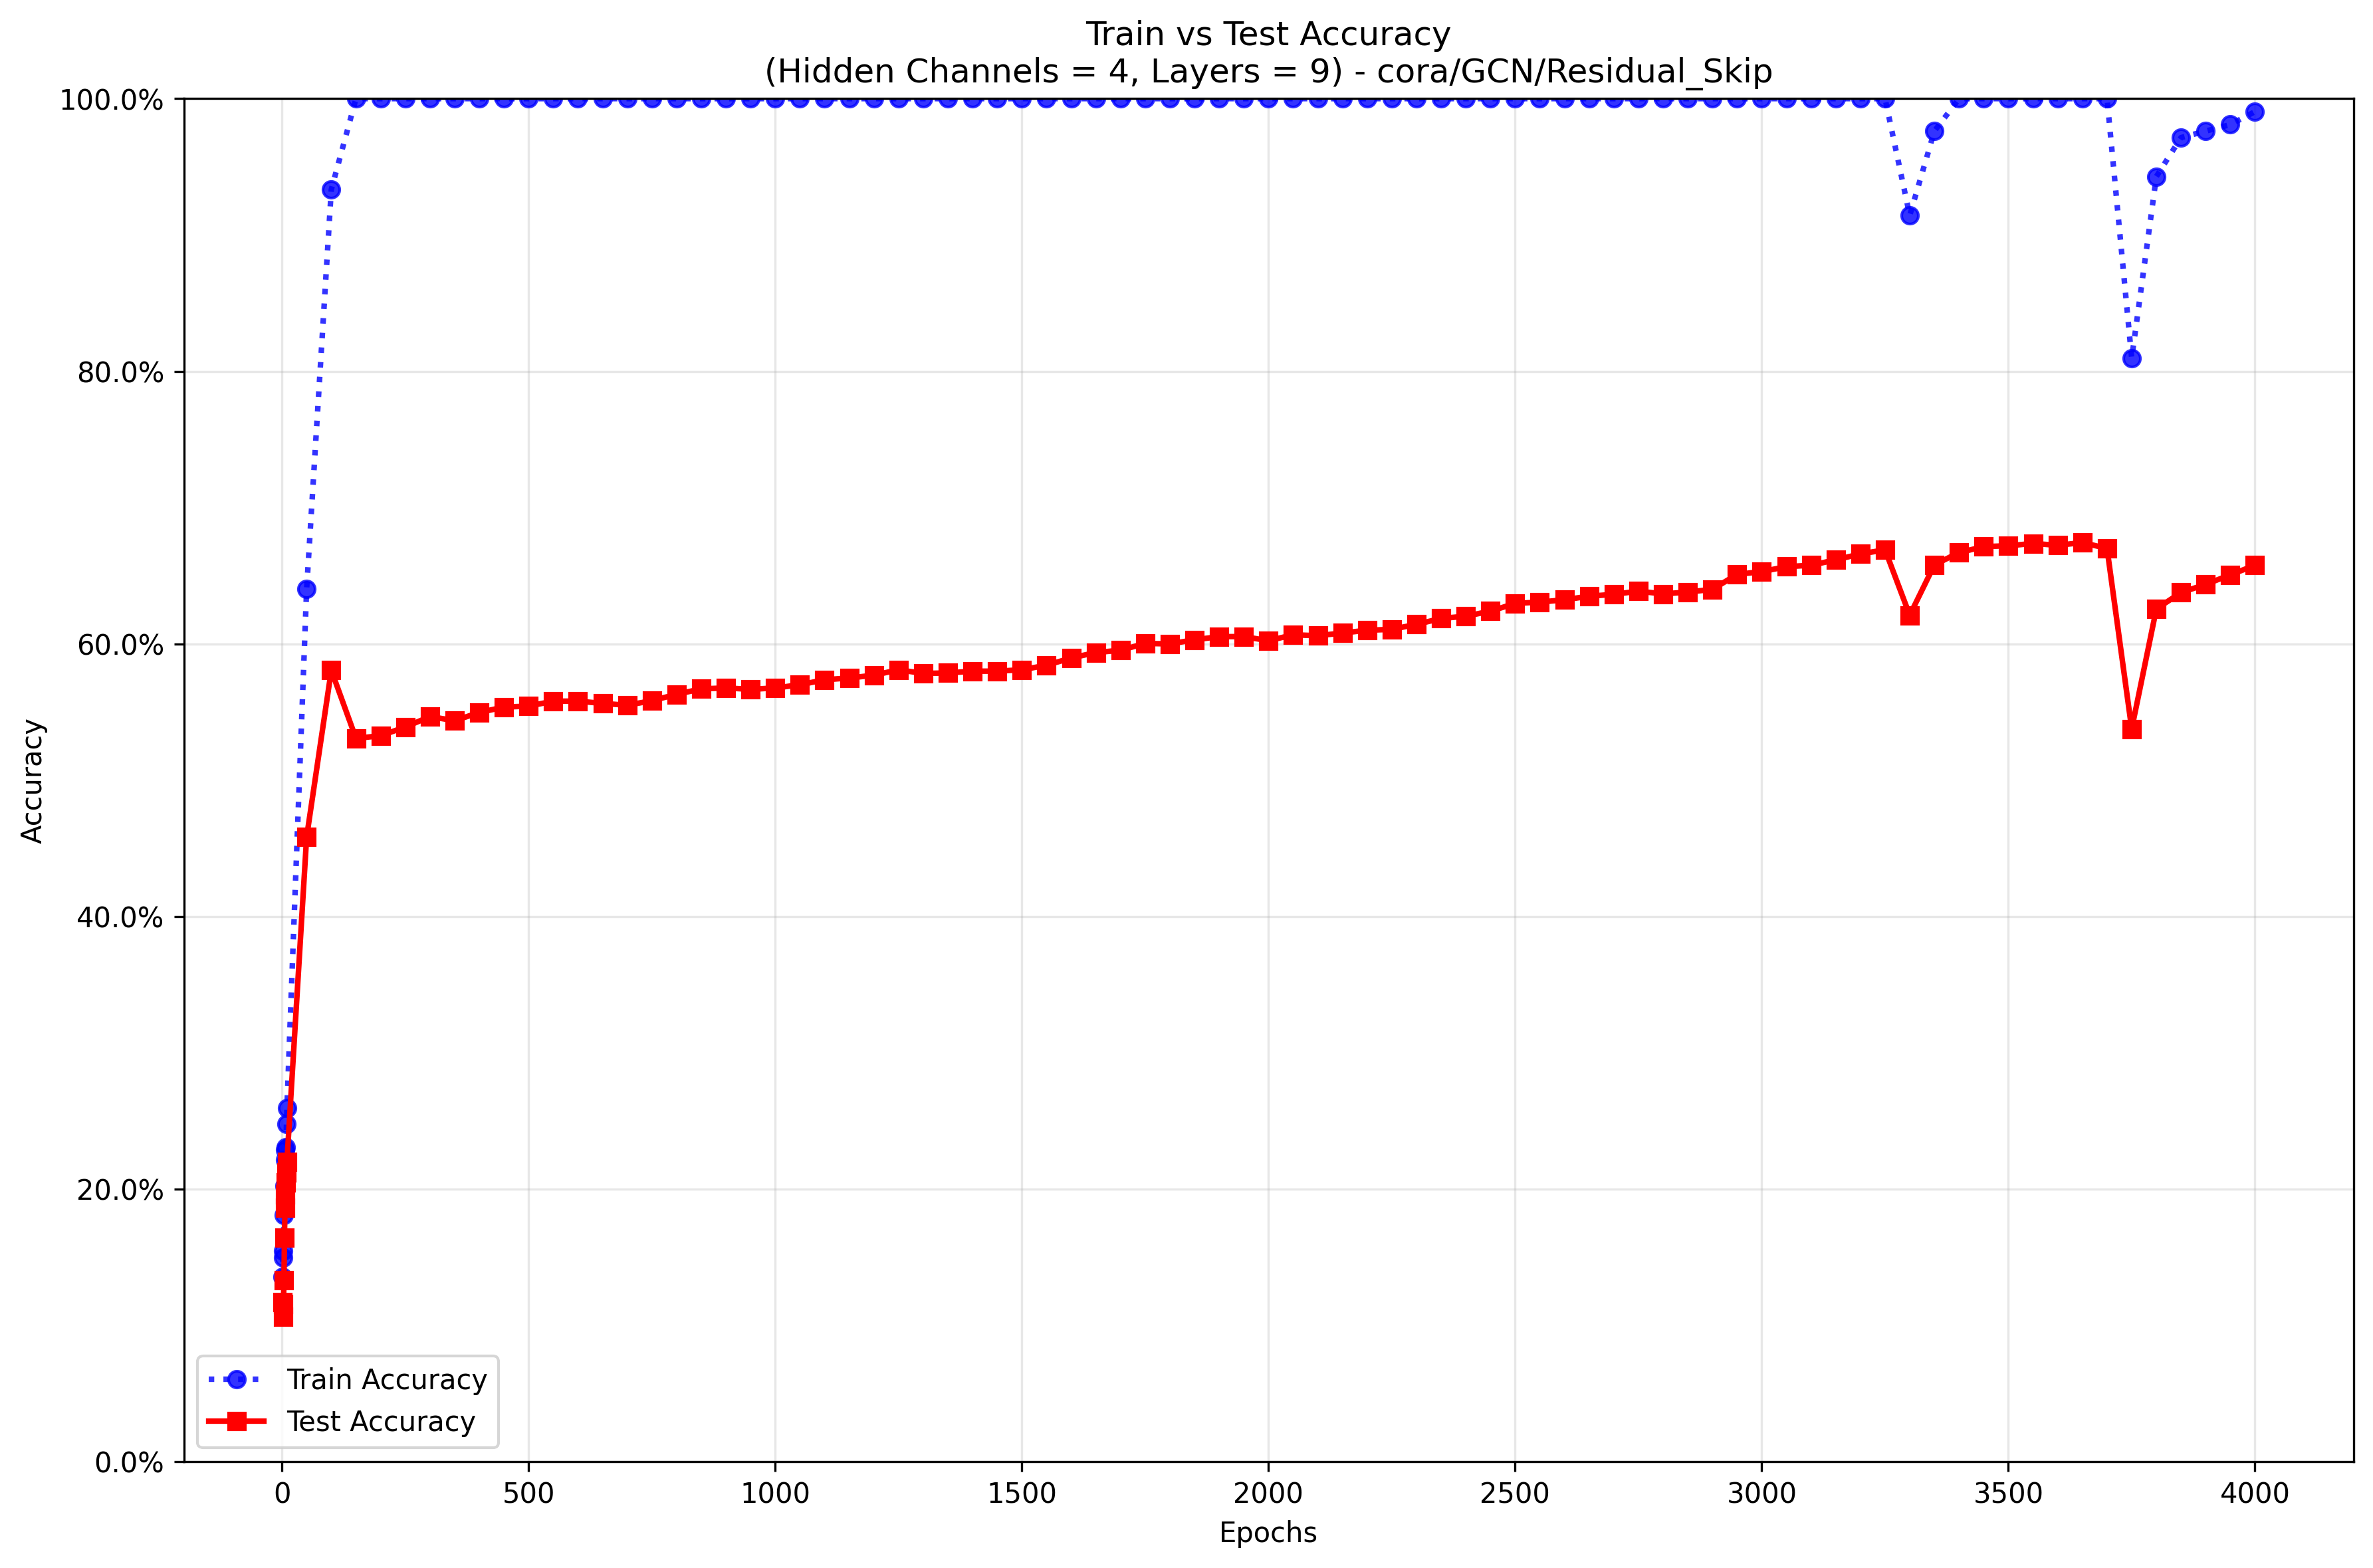 Train vs Test Accuracy
(Hidden Channels = 4, Layers = 9) - cora/GCN/Residual_Skip
100.0%
80.0%
60.0%
40.0%
20.0%
0.0%
Accuracy
Train Accuracy
Test Accuracy
0 500 1000 1500 2000 2500 3000 3500 4000
Epochs